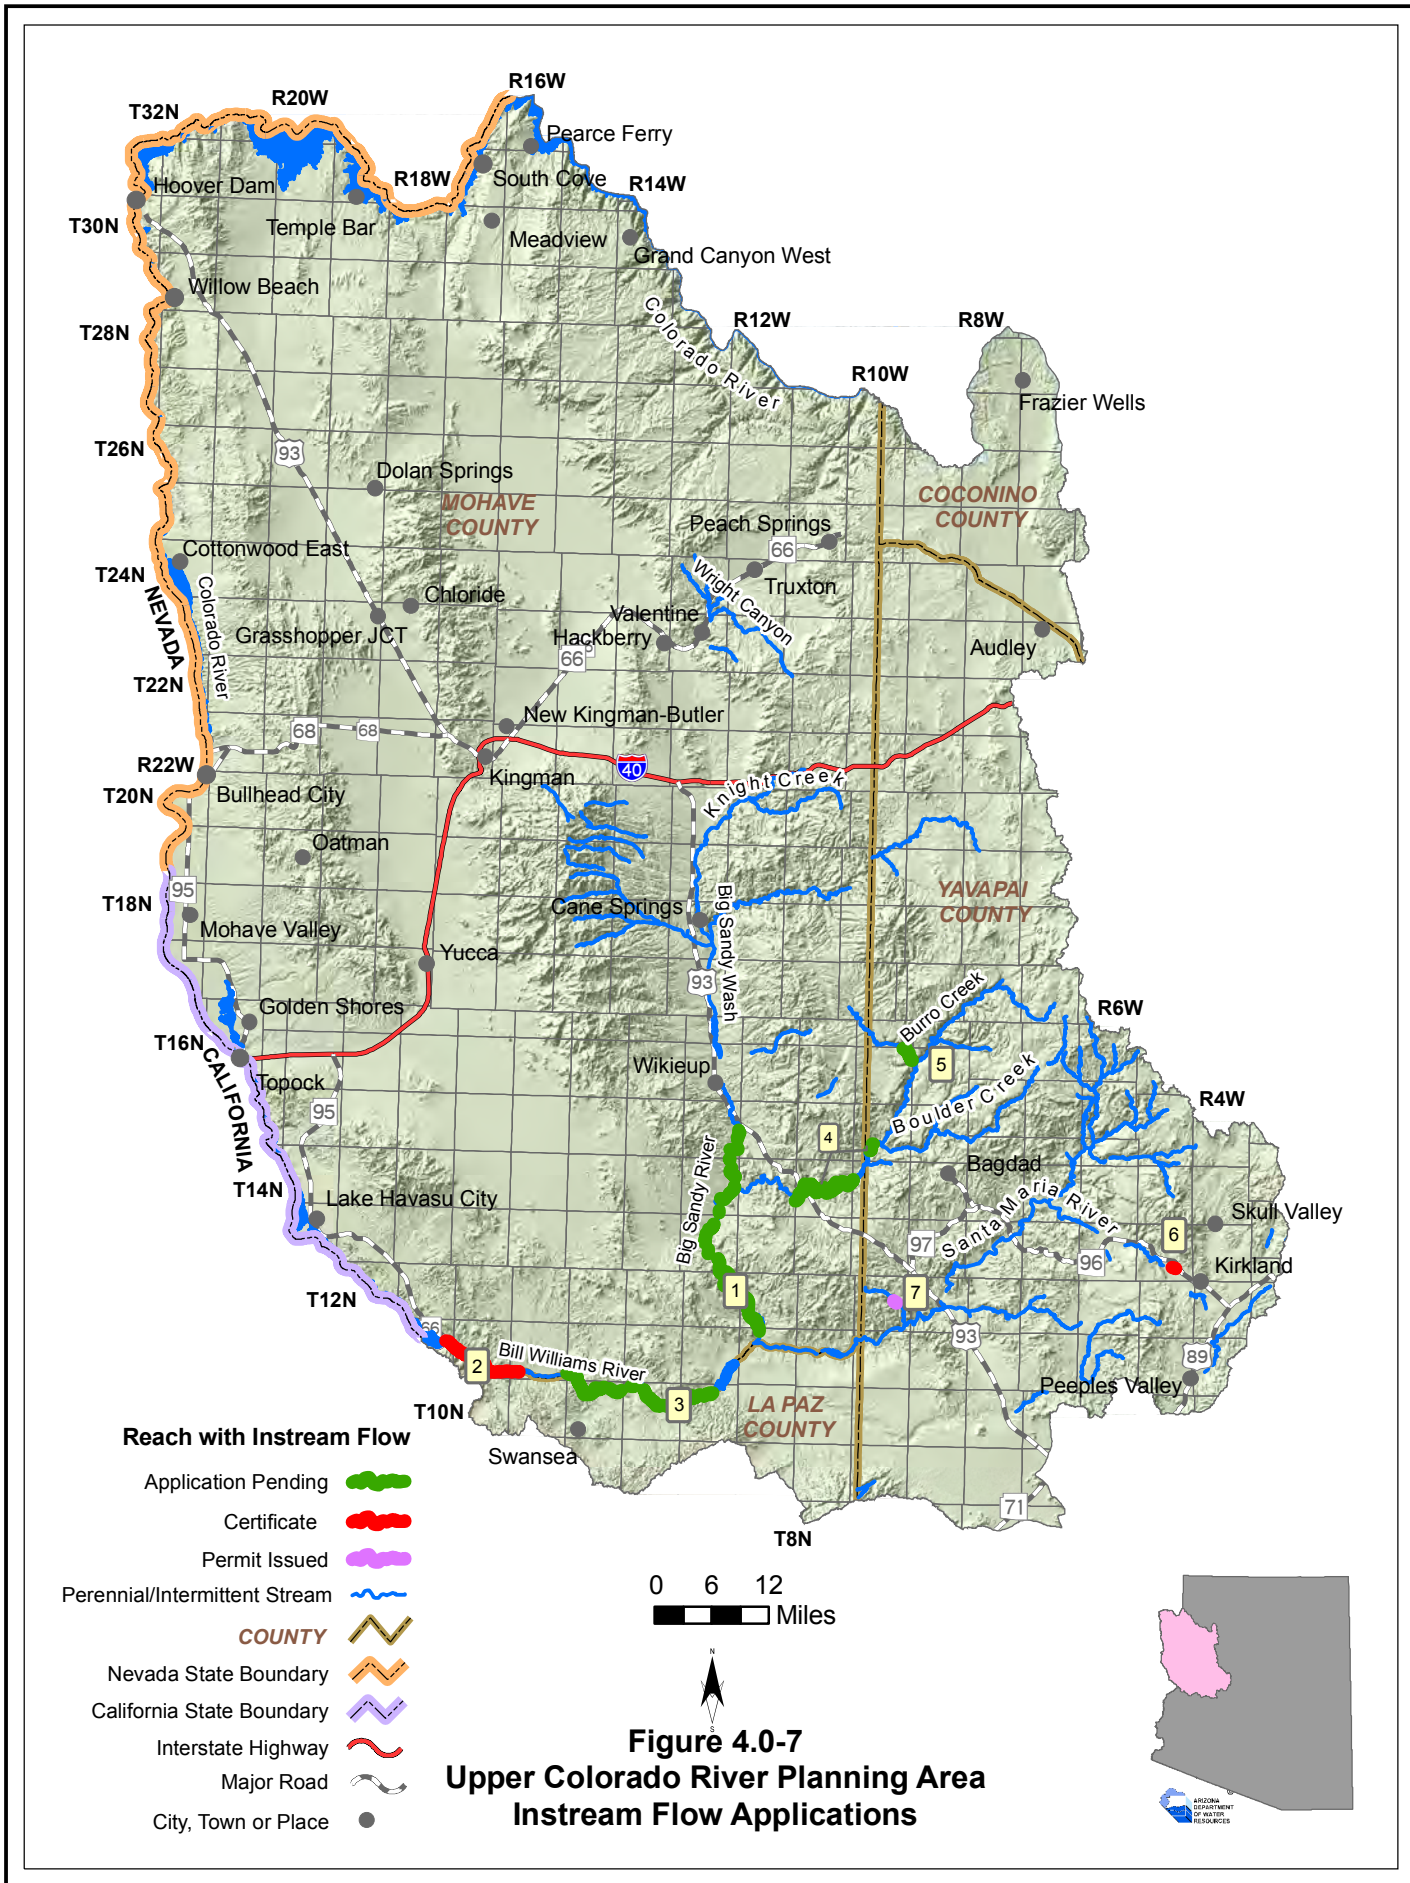 R16W
R20W
T32N
Pearce Ferry
R18W
South Cove
R14W
Hoover Dam
T30N
Temple Bar
Meadview
Grand Canyon West
Willow Beach
T28N
Colorado River
R12W
R8W
R10W
Frazier Wells
T26N
93
Dolan Springs
MOHAVE
COUNTY
COCONINO
COUNTY
Peach Springs
66
Cottonwood East
T24N
Truxton
Wright Canyon
NEVADA
Colorado River
Chloride
Valentine
Grasshopper JCT
Hackberry
66
Audley
T22N
New Kingman-Butler
68
68
R22W
Kingman
40
Knight Creek
T20N
Bullhead City
Oatman
95
T18N
Cane Springs
Big Sandy Wash
YAVAPAI
COUNTY
Mohave Valley
Yucca
93
Burro Creek
Golden Shores
R6W
T16N
CALIFORNIA
Wikieup
5
Topock
Boulder Creek
R4W
95
4
Bagdad
T14N
Lake Havasu City
Big Sandy River
Santa Maria River
Skull Valley
6
97
96
Kirkland
1
7
T12N
66
93
2
Bill Williams River
89
Peeples Valley
3
T10N
LA PAZ
COUNTY
Swansea
71
T8N
Reach with Instream Flow
Application Pending
Certificate
Permit Issued
Perennial/Intermittent Stream
COUNTY
Nevada State Boundary
California State Boundary
Interstate Highway
Major Road
City, Town or Place
0 6 12
Miles
N
S
Figure 4.0-7
Upper Colorado River Planning Area
Instream Flow Applications
ARIZONA
DEPARTMENT
OF WATER
RESOURCES